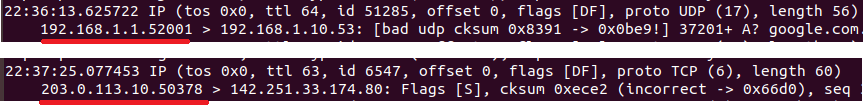 22:36:13.625722 IP (tos 0x0, ttl 64, id 51285, offset 0, flags [DF], proto UDP (17), length 56)
192.168.1.1.52001 > 192.168.1.10.53: [bad udp cksum 0x8391 -> 0x0be9!] 37201+ A? google.com.
22:37:25.077453 IP (tos 0x0, ttl 63, id 6547, offset 0, flags [DF], proto TCP (6), length 60)
203.0.113.10.50378 > 142.251.33.174.80: Flags [S], cksum 0xece2 (incorrect -> 0x66d0), seq